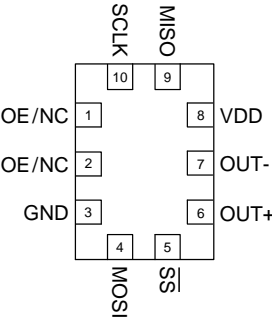 SCLK MISO
10 9
OE/NC 1 8 VDD
OE/NC 2 7 OUT-
GND 3 6 OUT+
4 5
MOSI SS